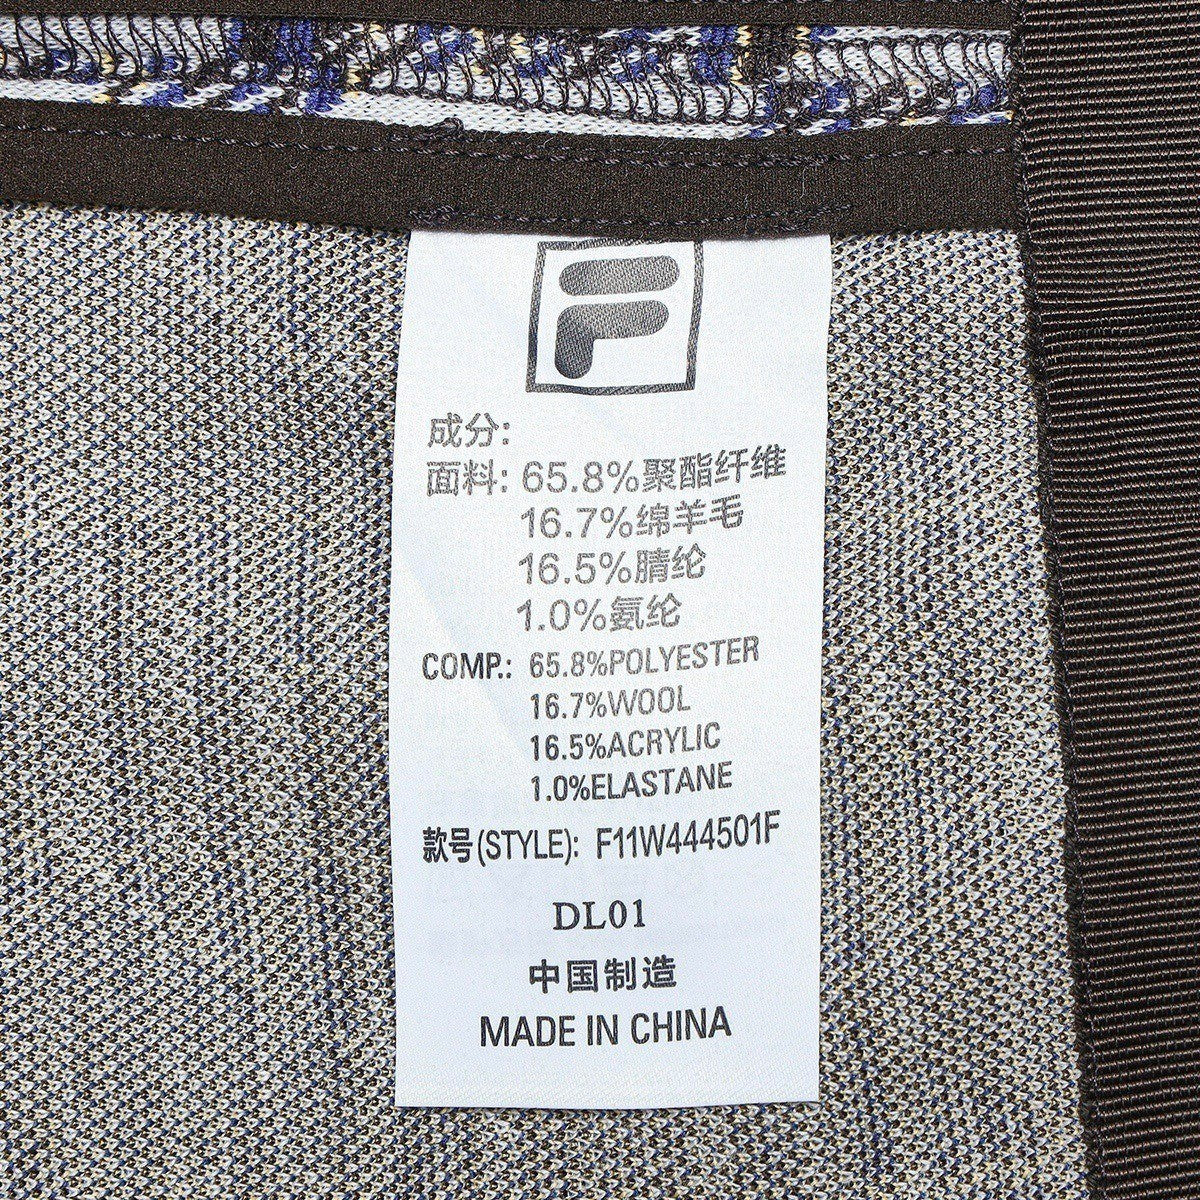 F
成分:
面料: 65.8%聚酯纤维
16.7%绵羊毛
16.5%腈纶
1.0%氨纶
COMP.: 65.8%POLYESTER
16.7%WOOL
16.5%ACRYLIC
1.0%ELASTANE
款号(STYLE): F11W444501F
DL01
中国制造
MADE IN CHINA